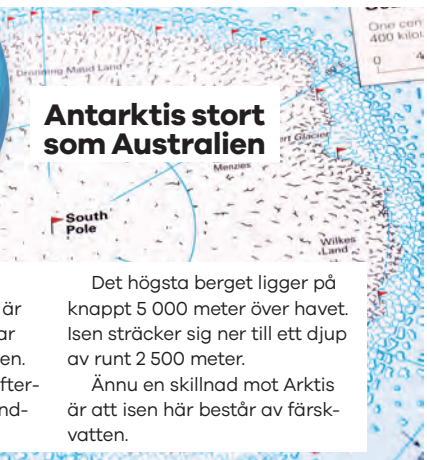 One cen
400 kilo
0
Dronning Maud Land
Antarktis stort
som Australien
ert Glacier
Menzies
South
Pole
Wilkes
Land
är
ar
en.
fter-
nd-
Det högsta berget ligger på
knappt 5 000 meter över havet.
Isen sträcker sig ner till ett djup
av runt 2 500 meter.
Ännu en skillnad mot Arktis
är att isen här består av färsk-
vatten.